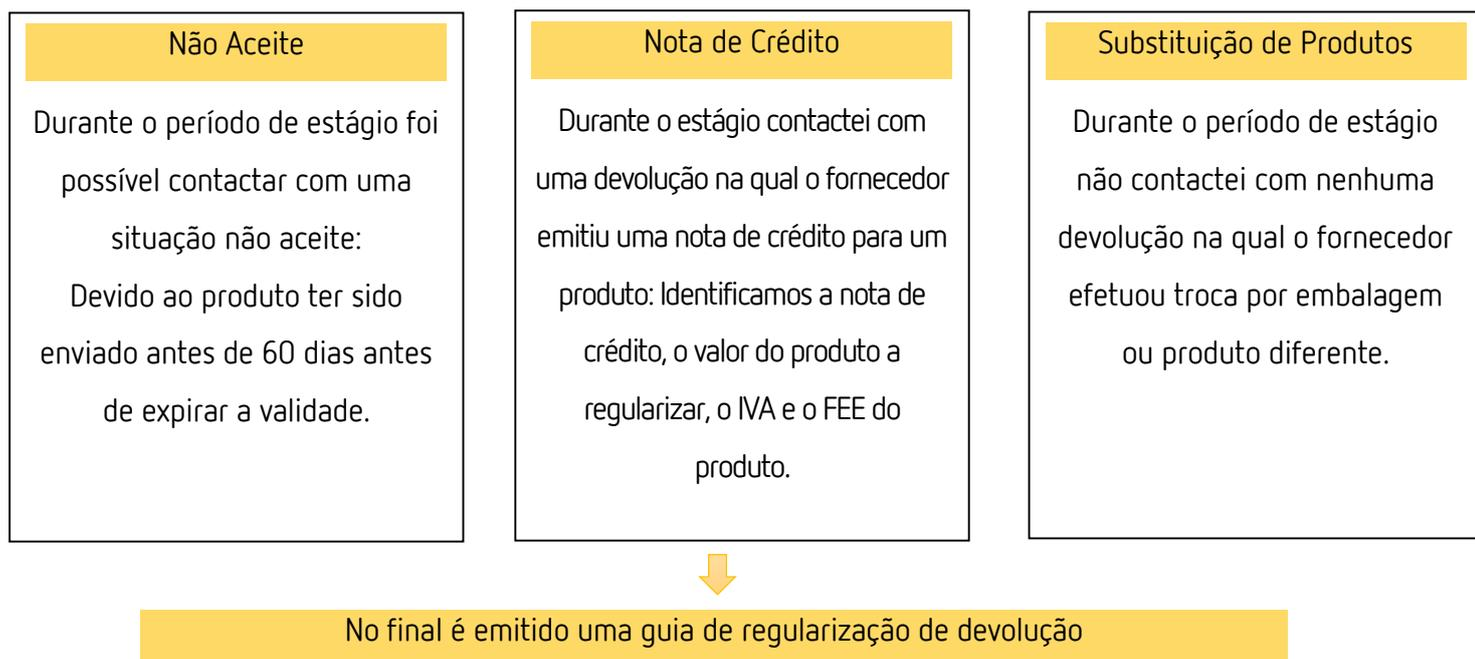 Não Aceite
Durante o período de estágio foi
possível contactar com uma
situação não aceite:
Devido ao produto ter sido
enviado antes de 60 dias antes
de expirar a validade.
Nota de Crédito
Durante o estágio contactei com
uma devolução na qual o fornecedor
emitiu uma nota de crédito para um
produto: Identificamos a nota de
crédito, o valor do produto a
regularizar, o IVA e o FEE do
produto.
Substituição de Produtos
Durante o período de estágio
não contactei com nenhuma
devolução na qual o fornecedor
efetuou troca por embalagem
ou produto diferente.
No final é emitido uma guia de regularização de devolução